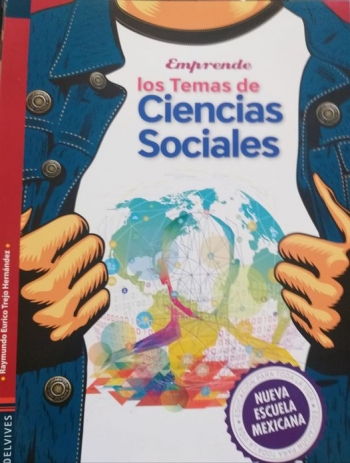 Emprende
los Temas de
Ciencias
Sociales
Raymundo Eurico Trejo Hernández
NUEVA
ESCUELA
MEXICANA
DELVIVES